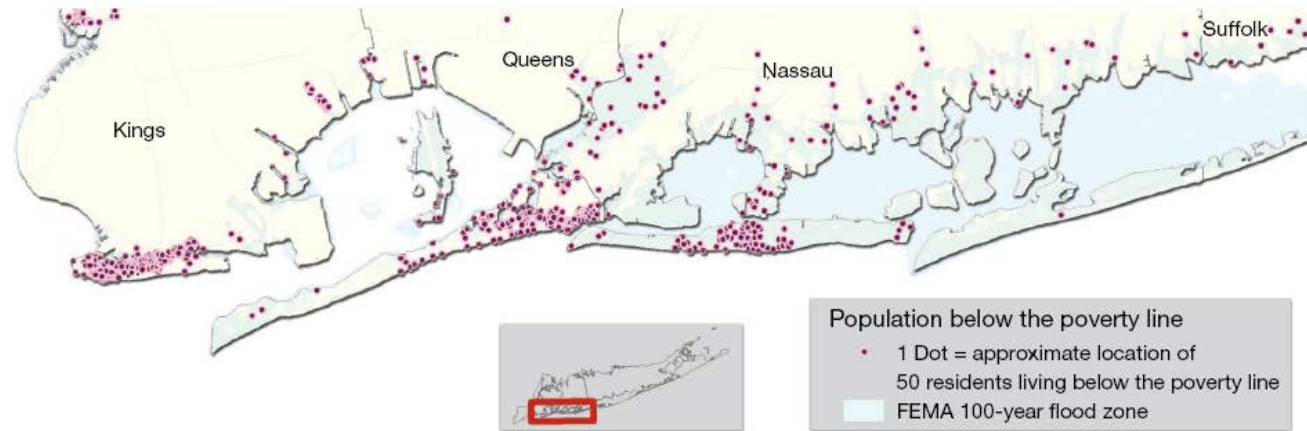 Suffolk
Queens
Nassau
Kings
Population below the poverty line
1 Dot = approximate location of
50 residents living below the poverty line
FEMA 100-year flood zone